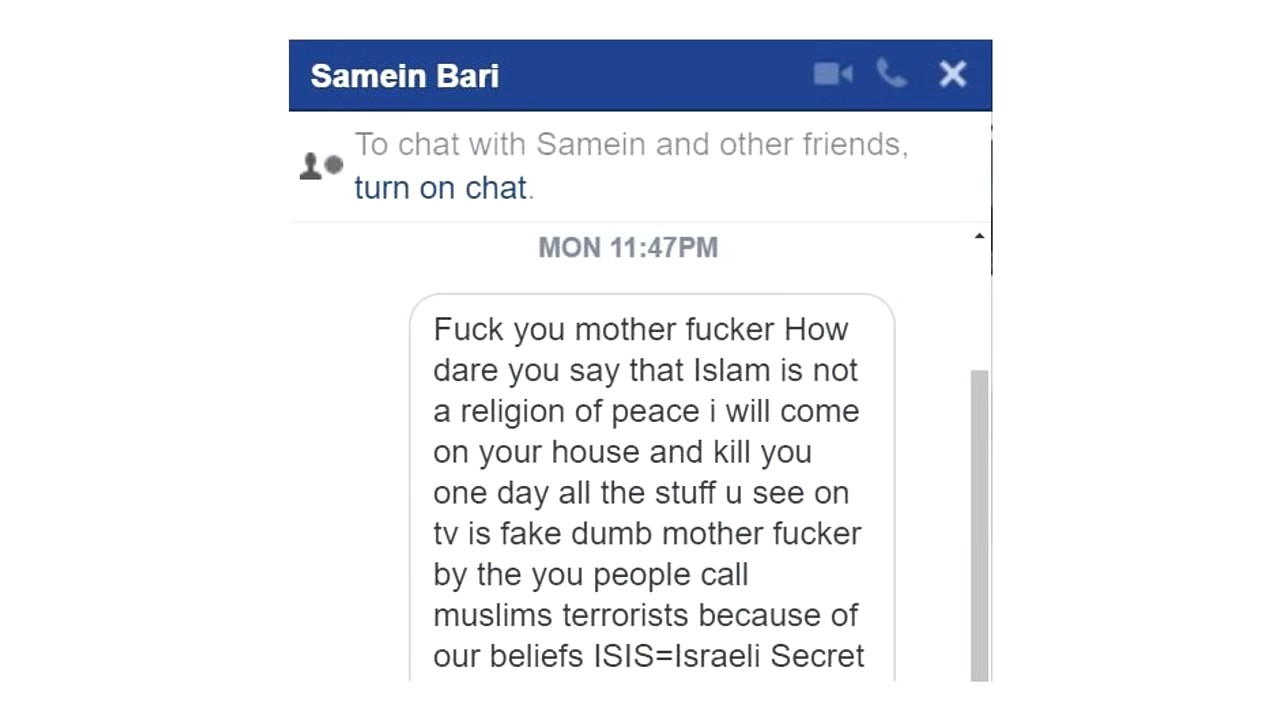 Samein Bari
To chat with Samein and other friends,
turn on chat.
MON 11:47PM
Fuck you mother fucker How
dare you say that Islam is not
a religion of peace i will come
on your house and kill you
one day all the stuff u see on
tv is fake dumb mother fucker
by the you people call
muslims terrorists because of
our beliefs ISIS=Israeli Secret